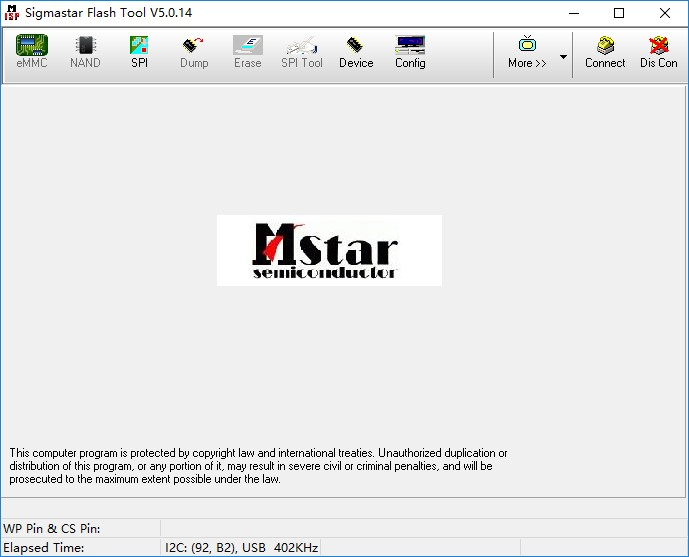 M
ISP
Sigmastar Flash Tool V5.0.14
eMMC NAND SPI Dump Erase SPI Tool Device Config More >> Connect Dis Con
MStar
semiconductor
This computer program is protected by copyright law and international treaties. Unauthorized duplication or
distribution of this program, or any portion of it, may result in severe civil or criminal penalties, and will be
prosecuted to the maximum extent possible under the law.
WP Pin & CS Pin:
Elapsed Time: I2C: (92, B2), USB 402KHz